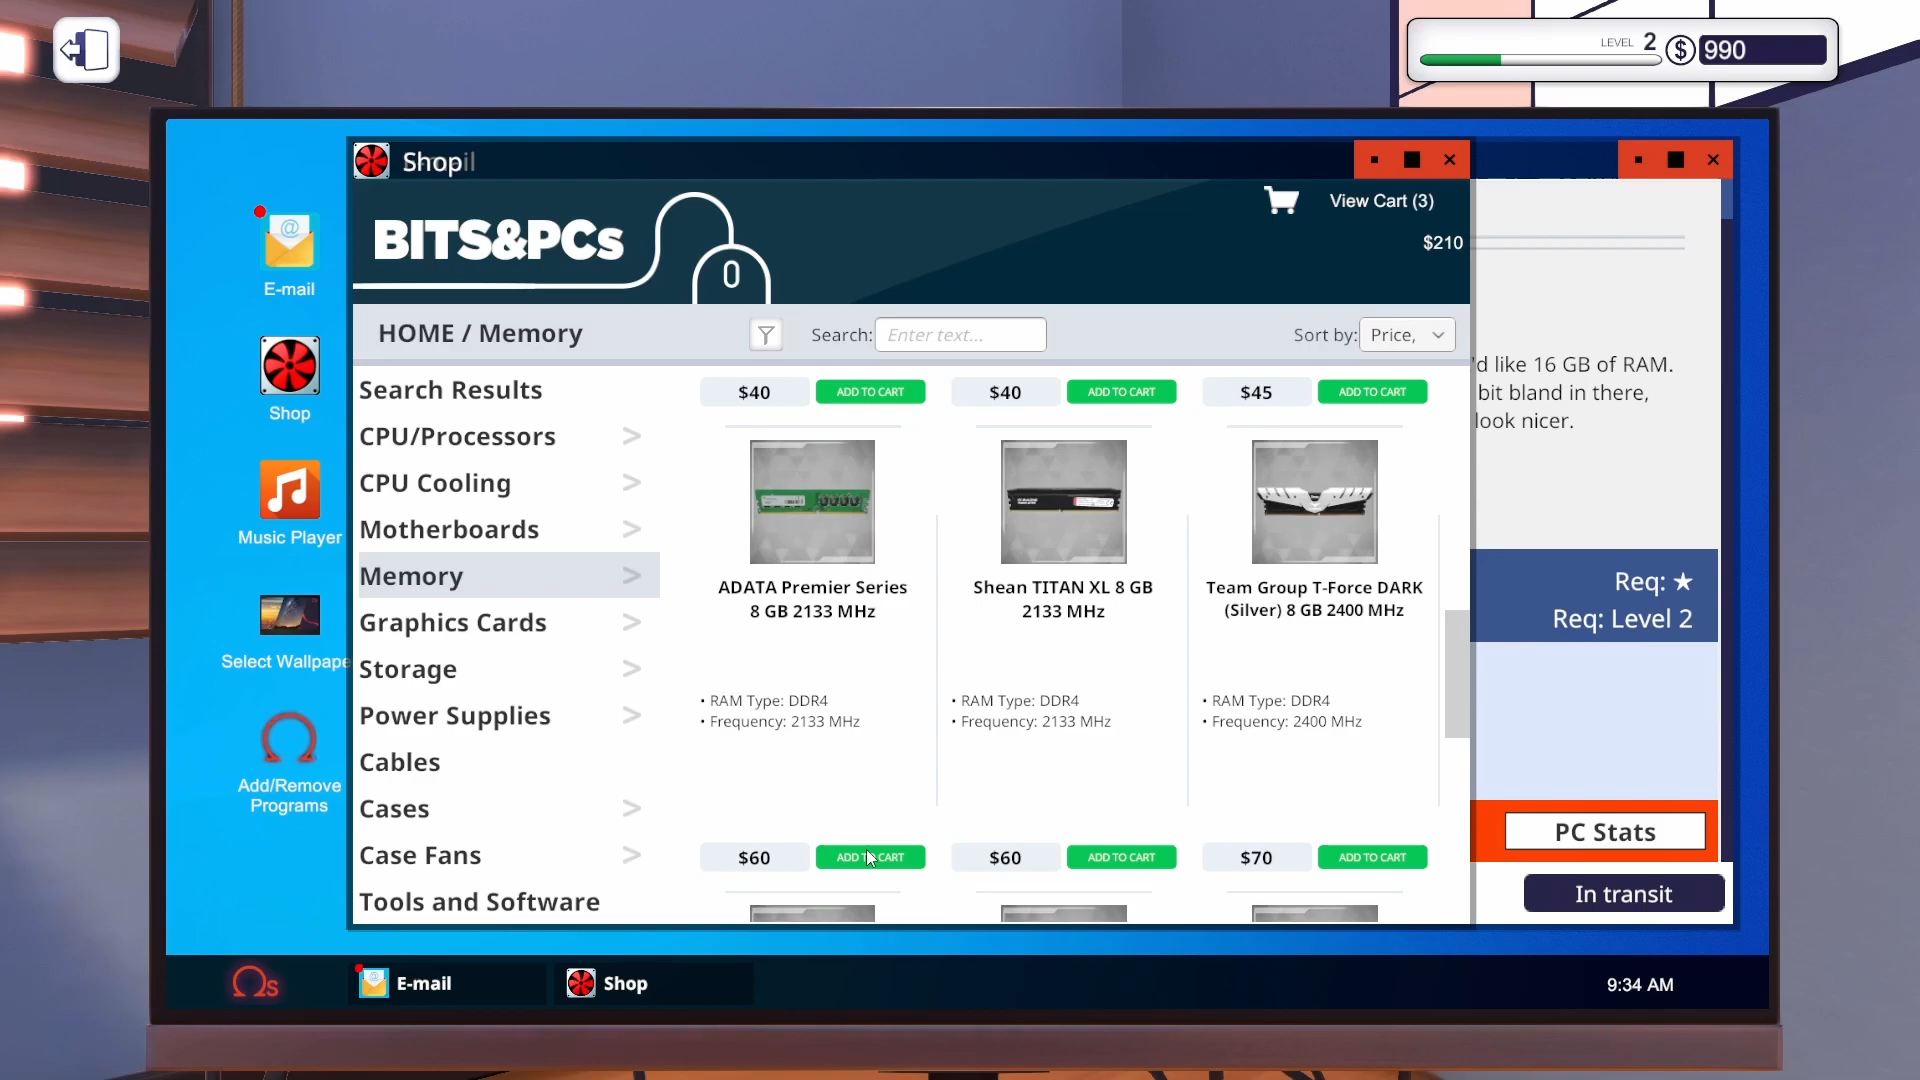 LEVEL 2 $ 990
Shop
View Cart (3)
BITS&PCs
$210
HOME / Memory
Search: Enter text...
Sort by: Price,
E-mail
Shop
Music Player
Select Wallpape
Add/Remove
Programs
Search Results
CPU/Processors >
CPU Cooling >
Motherboards >
Memory >
Graphics Cards >
Storage >
Power Supplies >
Cables
Cases >
Case Fans >
Tools and Software
$40 ADD TO CART
$40 ADD TO CART
$45 ADD TO CART
ADATA Premier Series
8 GB 2133 MHz
• RAM Type: DDR4
• Frequency: 2133 MHz
$60 ADD TO CART
Shean TITAN XL 8 GB
2133 MHz
• RAM Type: DDR4
• Frequency: 2133 MHz
$60 ADD TO CART
Team Group T-Force DARK
(Silver) 8 GB 2400 MHz
• RAM Type: DDR4
• Frequency: 2400 MHz
$70 ADD TO CART
'd like 16 GB of RAM.
bit bland in there,
look nicer.
Req: ★
Req: Level 2
PC Stats
In transit
Ωs
E-mail
Shop
9:34 AM